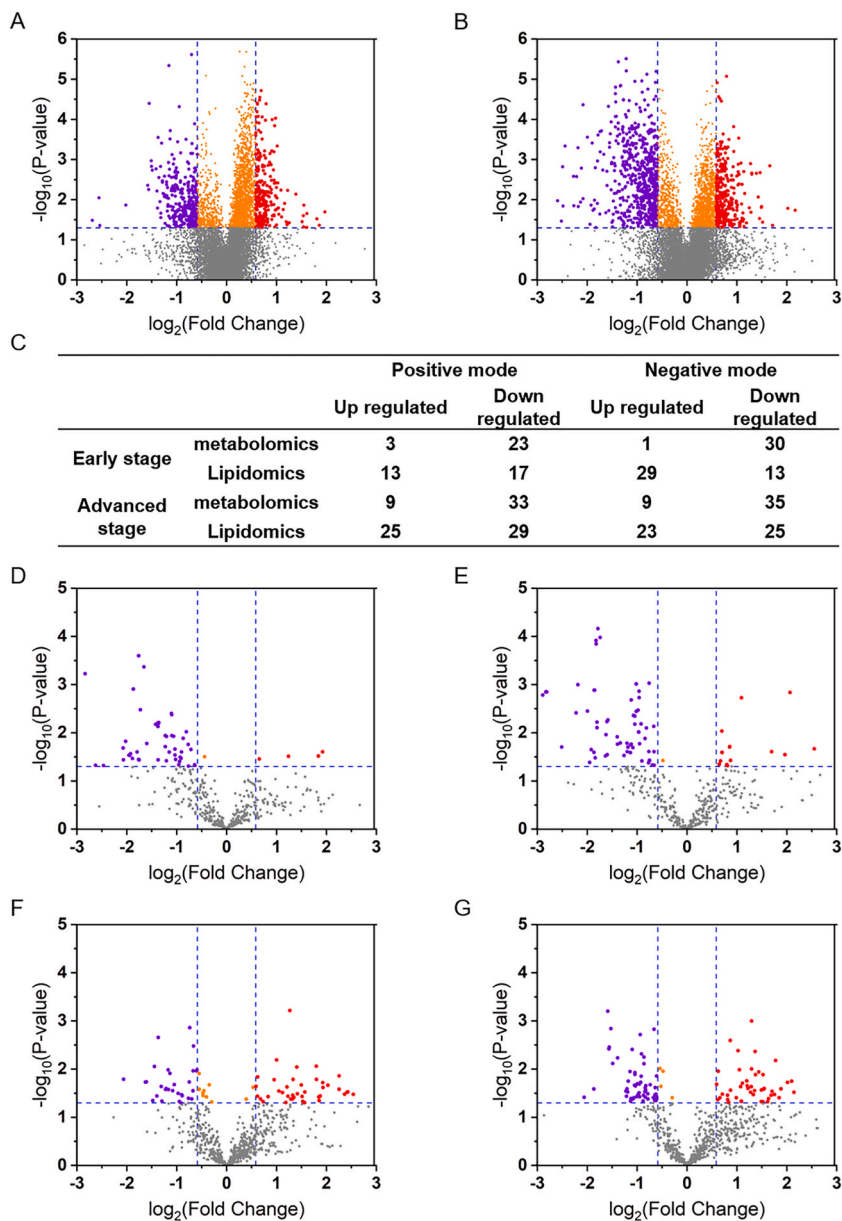 A
B
6
5
4
3
2
1
0
-log10(P-value)
-3 -2 -1 0 1 2 3
log2(Fold Change)
6
5
4
3
2
1
0
-log10(P-value)
-3 -2 -1 0 1 2 3
log2(Fold Change)
C
Positive mode Negative mode
Up regulated Down regulated Up regulated Down regulated
Early stage
metabolomics 3 23 1 30
Lipidomics 13 17 29 13
Advanced stage
metabolomics 9 33 9 35
Lipidomics 25 29 23 25
D
E
5
4
3
2
1
0
-log10(P-value)
-3 -2 -1 0 1 2 3
log2(Fold Change)
5
4
3
2
1
0
-log10(P-value)
-3 -2 -1 0 1 2 3
log2(Fold Change)
F
G
5
4
3
2
1
0
-log10(P-value)
-3 -2 -1 0 1 2 3
log2(Fold Change)
5
4
3
2
1
0
-log10(P-value)
-3 -2 -1 0 1 2 3
log2(Fold Change)